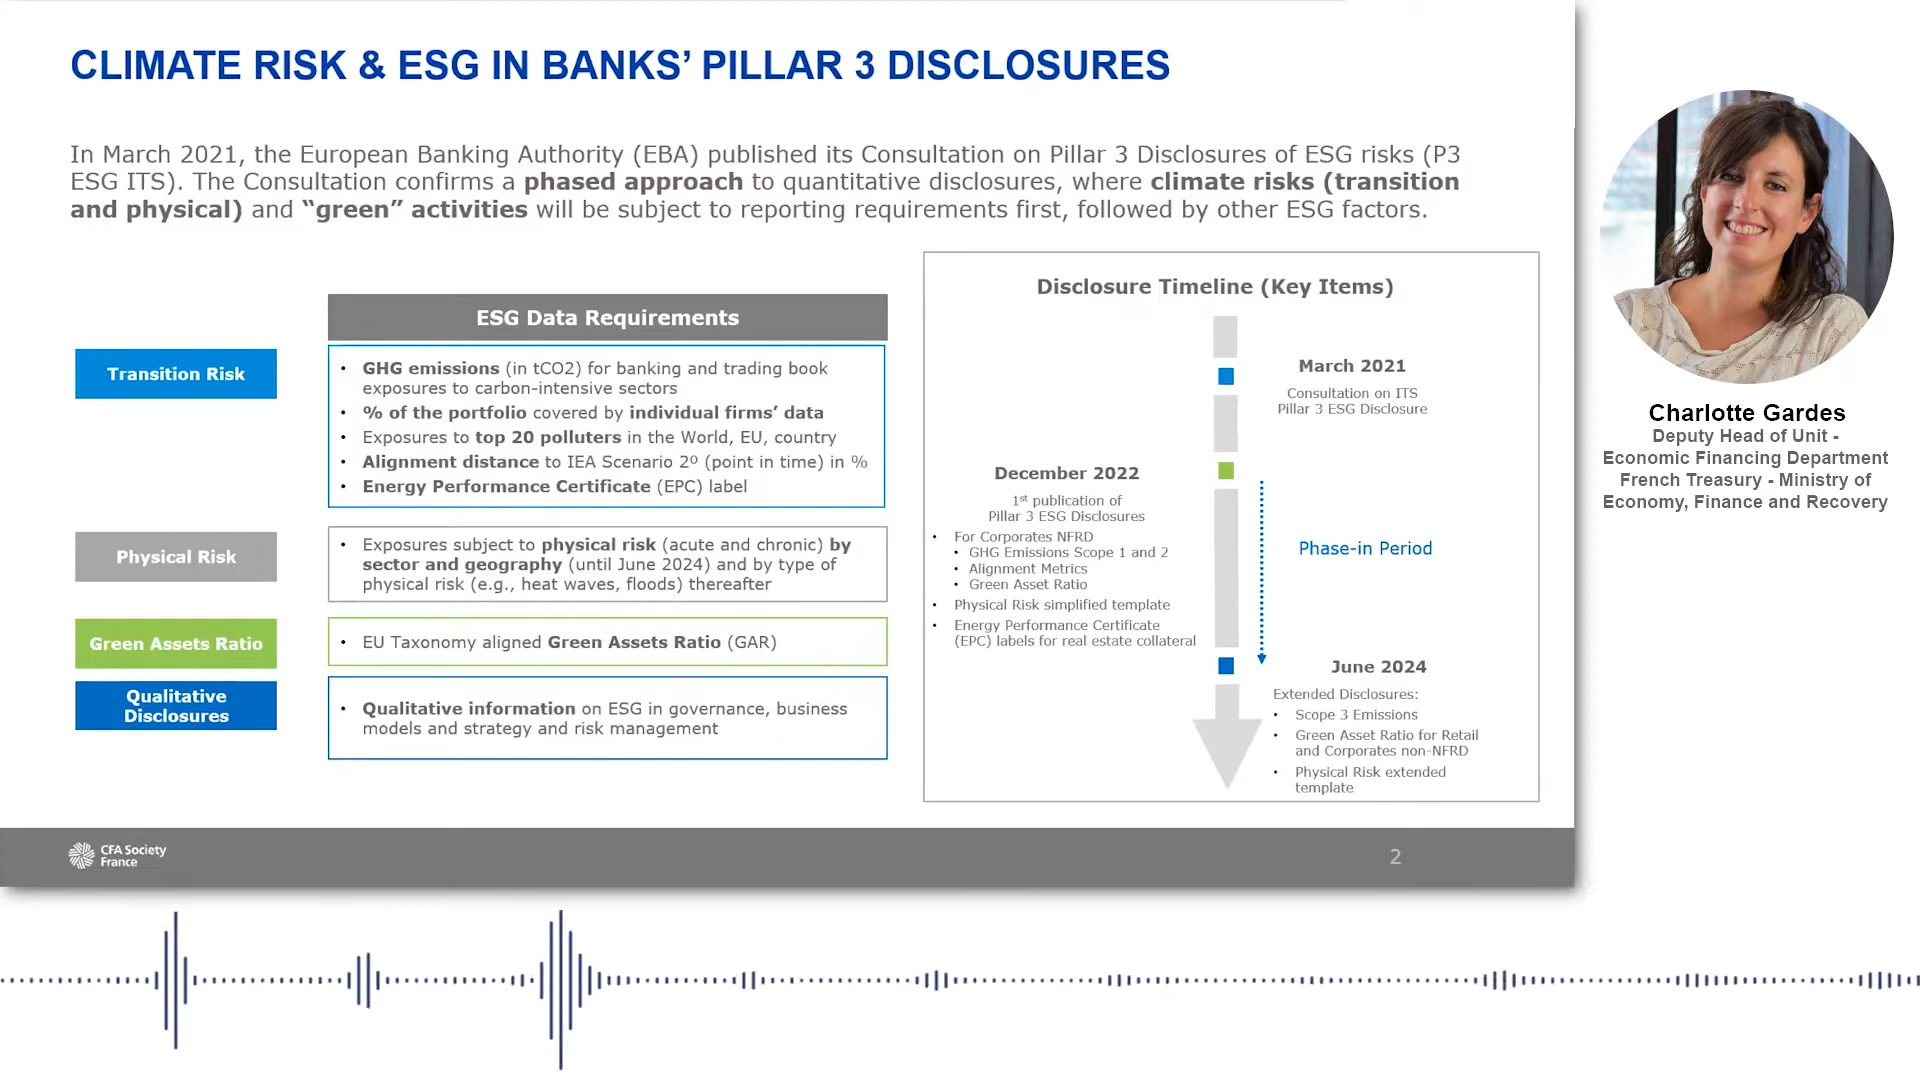 CLIMATE RISK & ESG IN BANKS’ PILLAR 3 DISCLOSURES
In March 2021, the European Banking Authority (EBA) published its Consultation on Pillar 3 Disclosures of ESG risks (P3
ESG ITS). The Consultation confirms a phased approach to quantitative disclosures, where climate risks (transition
and physical) and “green” activities will be subject to reporting requirements first, followed by other ESG factors.
ESG Data Requirements
Transition Risk
• GHG emissions (in tCO2) for banking and trading book
exposures to carbon-intensive sectors
• % of the portfolio covered by individual firms’ data
• Exposures to top 20 polluters in the World, EU, country
• Alignment distance to IEA Scenario 2º (point in time) in %
• Energy Performance Certificate (EPC) label
Physical Risk
• Exposures subject to physical risk (acute and chronic) by
sector and geography (until June 2024) and by type of
physical risk (e.g., heat waves, floods) thereafter
Green Assets Ratio
• EU Taxonomy aligned Green Assets Ratio (GAR)
Qualitative
Disclosures
• Qualitative information on ESG in governance, business
models and strategy and risk management
Disclosure Timeline (Key Items)
March 2021
Consultation on ITS
Pillar 3 ESG Disclosure
December 2022
1st publication of
Pillar 3 ESG Disclosures
• For Corporates NFRD
• GHG Emissions Scope 1 and 2
• Alignment Metrics
• Green Asset Ratio
• Physical Risk simplified template
• Energy Performance Certificate
(EPC) labels for real estate collateral
Phase-in Period
June 2024
Extended Disclosures:
• Scope 3 Emissions
• Green Asset Ratio for Retail
and Corporates non-NFRD
• Physical Risk extended
template
CFA Society
France
2
Charlotte Gardes
Deputy Head of Unit -
Economic Financing Department
French Treasury - Ministry of
Economy, Finance and Recovery